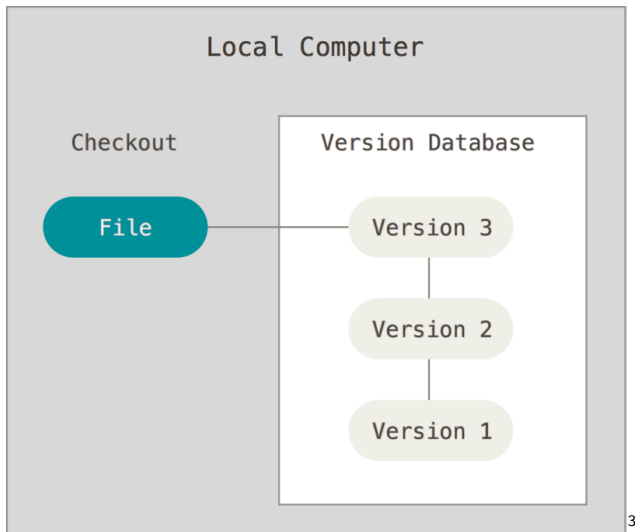 Local Computer
Checkout
Version Database
File
Version 3
Version 2
Version 1
3